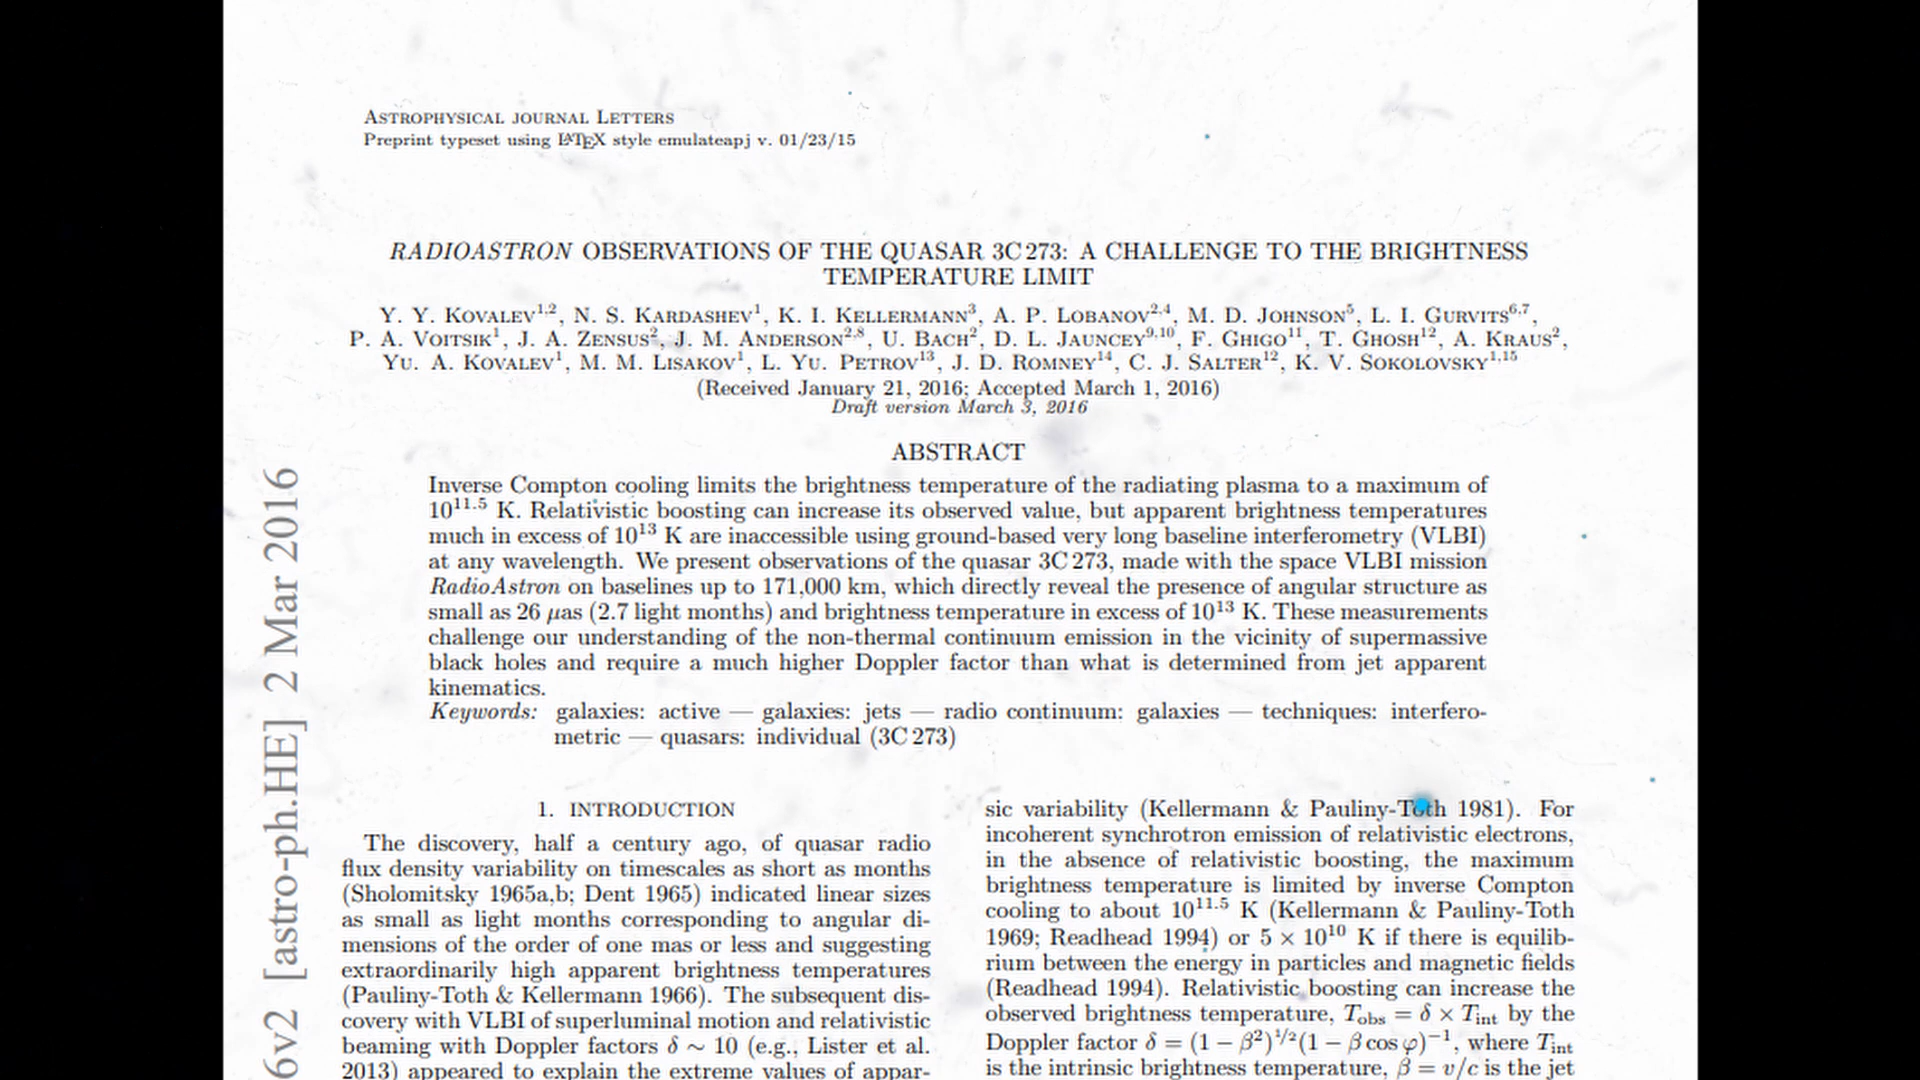 ASTROPHYSICAL JOURNAL LETTERS
Preprint typeset using LATEX style emulateapj v. 01/23/15
RADIOASTRON OBSERVATIONS OF THE QUASAR 3C 273: A CHALLENGE TO THE BRIGHTNESS
TEMPERATURE LIMIT
Y. Y. KOVALEV¹,², N. S. KARDASHEV¹, K. I. KELLERMANN³, A. P. LOBANOV²,⁴, M. D. JOHNSON⁵, L. I. GURVITS⁶,⁷,
P. A. VOITSIK¹, J. A. ZENSUS², J. M. ANDERSON²,⁸, U. BACH², D. L. JAUNCEY⁹,¹⁰, F. GHIGO¹¹, T. GHOSH¹², A. KRAUS²,
YU. A. KOVALEV¹, M. M. LISAKOV¹, L. YU. PETROV¹³, J. D. ROMNEY¹⁴, C. J. SALTER¹², K. V. SOKOLOVSKY¹,¹⁵
(Received January 21, 2016; Accepted March 1, 2016)
Draft version March 3, 2016
ABSTRACT
Inverse Compton cooling limits the brightness temperature of the radiating plasma to a maximum of
10¹¹·⁵ K. Relativistic boosting can increase its observed value, but apparent brightness temperatures
much in excess of 10¹³ K are inaccessible using ground-based very long baseline interferometry (VLBI)
at any wavelength. We present observations of the quasar 3C 273, made with the space VLBI mission
RadioAstron on baselines up to 171,000 km, which directly reveal the presence of angular structure as
small as 26 μas (2.7 light months) and brightness temperature in excess of 10¹³ K. These measurements
challenge our understanding of the non-thermal continuum emission in the vicinity of supermassive
black holes and require a much higher Doppler factor than what is determined from jet apparent
kinematics.
Keywords: galaxies: active — galaxies: jets — radio continuum: galaxies — techniques: interfero-
metric — quasars: individual (3C 273)
6v2 [astro-ph.HE] 2 Mar 2016
1. INTRODUCTION
The discovery, half a century ago, of quasar radio
flux density variability on timescales as short as months
(Sholomitsky 1965a,b; Dent 1965) indicated linear sizes
as small as light months corresponding to angular di-
mensions of the order of one mas or less and suggesting
extraordinarily high apparent brightness temperatures
(Pauliny-Toth & Kellermann 1966). The subsequent dis-
covery with VLBI of superluminal motion and relativistic
beaming with Doppler factors δ ∼ 10 (e.g., Lister et al.
2013) appeared to explain the extreme values of appar-
sic variability (Kellermann & Pauliny-Toth 1981). For
incoherent synchrotron emission of relativistic electrons,
in the absence of relativistic boosting, the maximum
brightness temperature is limited by inverse Compton
cooling to about 10¹¹·⁵ K (Kellermann & Pauliny-Toth
1969; Readhead 1994) or 5 × 10¹⁰ K if there is equilib-
rium between the energy in particles and magnetic fields
(Readhead 1994). Relativistic boosting can increase the
observed brightness temperature, Tobs = δ × Tint by the
Doppler factor δ = (1 − β²)^1/2(1 − β cos φ)⁻¹, where Tint
is the intrinsic brightness temperature, β = v/c is the jet